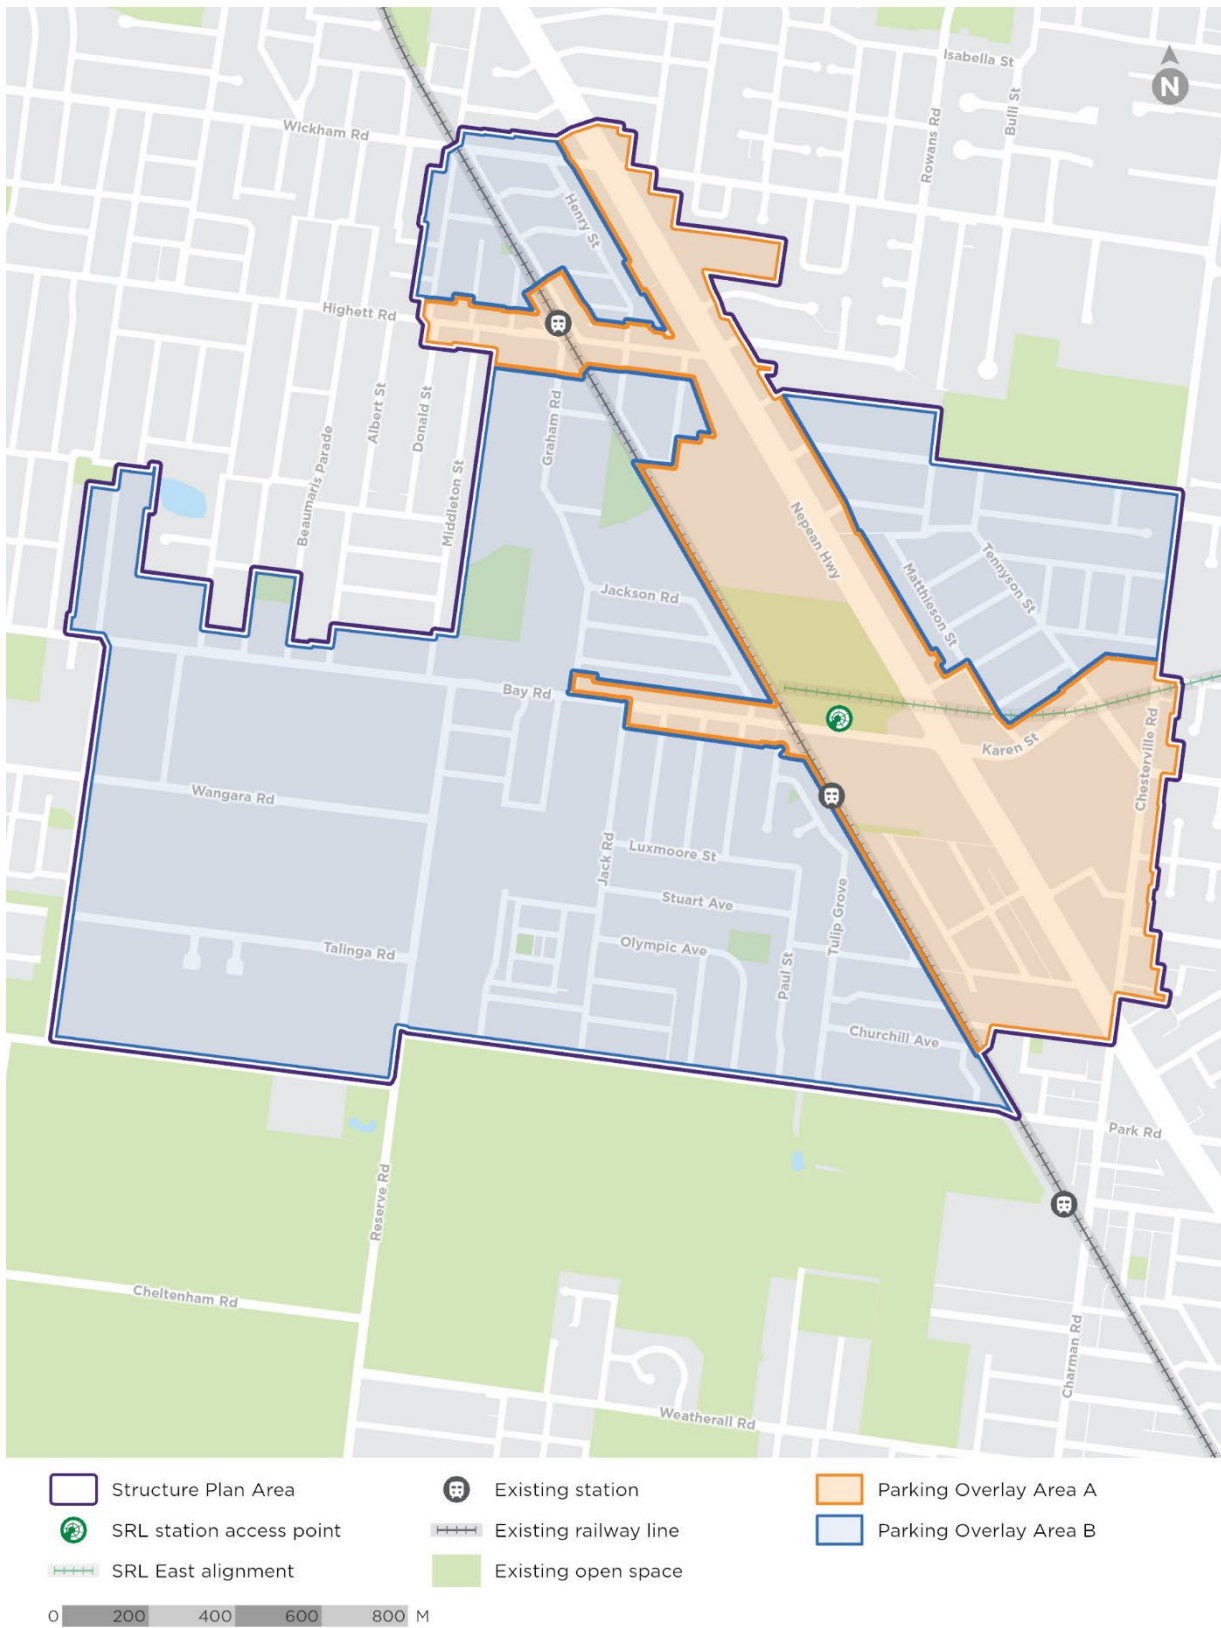 Isabella St
N
Bulli St
Rowans Rd
Wickham Rd
Henry St
Highett Rd
Albert St
Donald St
Graham Rd
Beaumaris Parade
Middleton St
Nepean Hwy
Tennyson St
Matthieson St
Jackson Rd
Bay Rd
Karen St
Chesterville Rd
Wangara Rd
Jack Rd
Luxmoore St
Stuart Ave
Tulip Grove
Olympic Ave
Talinga Rd
Paul St
Churchill Ave
Park Rd
Reserve Rd
Cheltenham Rd
Charman Rd
Weatherall Rd
Structure Plan Area
SRL station access point
SRL East alignment
Existing station
Existing railway line
Existing open space
Parking Overlay Area A
Parking Overlay Area B
0 200 400 600 800 M